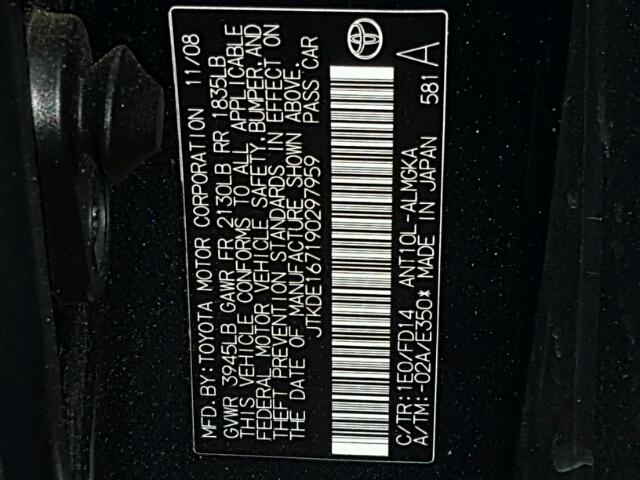 MFD. BY:TOYOTA MOTOR CORPORATION 11/08
GVWR 3945LB GAWR FR 2130LB RR 1835LB
THIS VEHICLE CONFORMS TO ALL APPLICABLE
FEDERAL MOTOR VEHICLE SAFETY, BUMPER, AND
THEFT PREVENTION STANDARDS IN EFFECT ON
THE DATE OF MANUFACTURE SHOWN ABOVE.
JTKDE167190297959 PASS CAR
C/TR:1E0/FD14 ANT10L-ALMGKA
A/TM:-02A/E350* MADE IN JAPAN 581 A